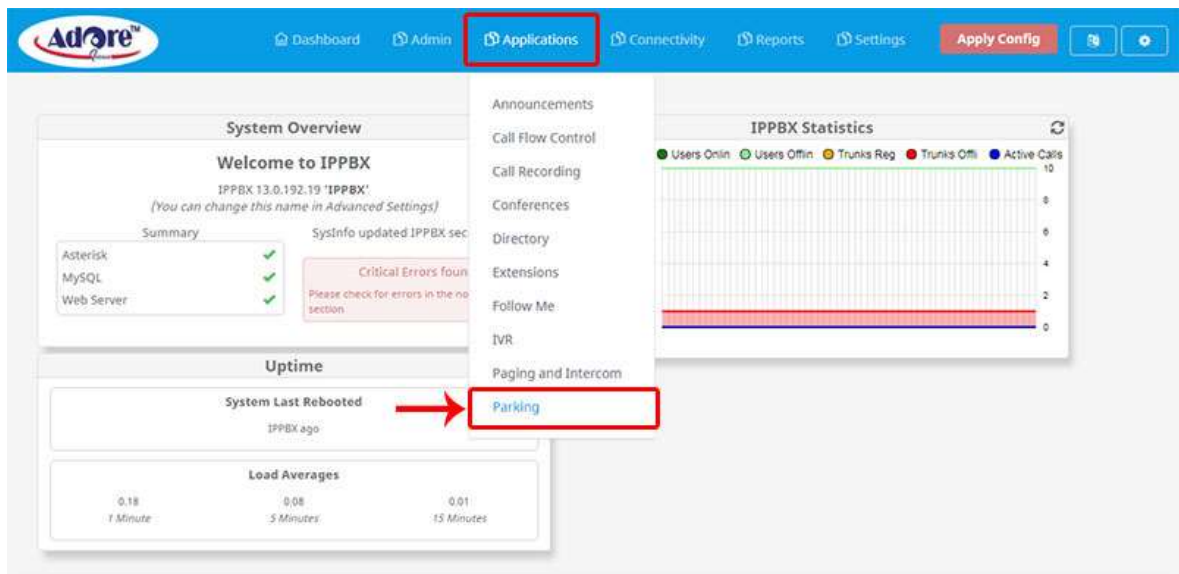 Adore™
Dashboard
Admin
Applications
Connectivity
Reports
Settings
Apply Config
Announcements
Call Flow Control
Call Recording
Conferences
Directory
Extensions
Follow Me
IVR
Paging and Intercom
Parking
System Overview
Welcome to IPPBX
IPPBX 13.0.192.19 'IPPBX'
(You can change this name in Advanced Settings)
Summary
SysInfo updated IPPBX sec
Asterisk
MySQL
Web Server
Critical Errors foun
Please check for errors in the no
section
IPPBX Statistics
Users Onlin
Users Offlin
Trunks Reg
Trunks Offli
Active Calls
10
8
6
4
2
0
Uptime
System Last Rebooted
IPPBX ago
Load Averages
0.18
0.08
0.01
1 Minute
5 Minutes
15 Minutes